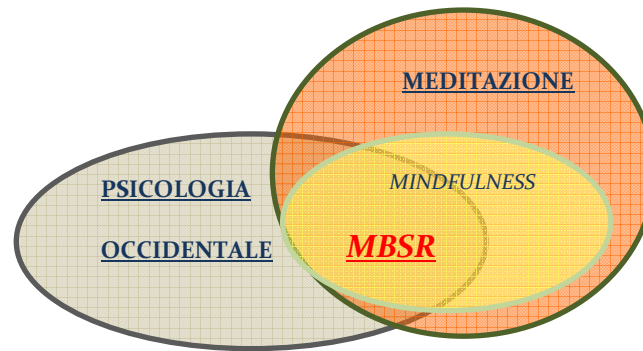 MEDITAZIONE
PSICOLOGIA
MINDFULNESS
OCCIDENTALE
MBSR